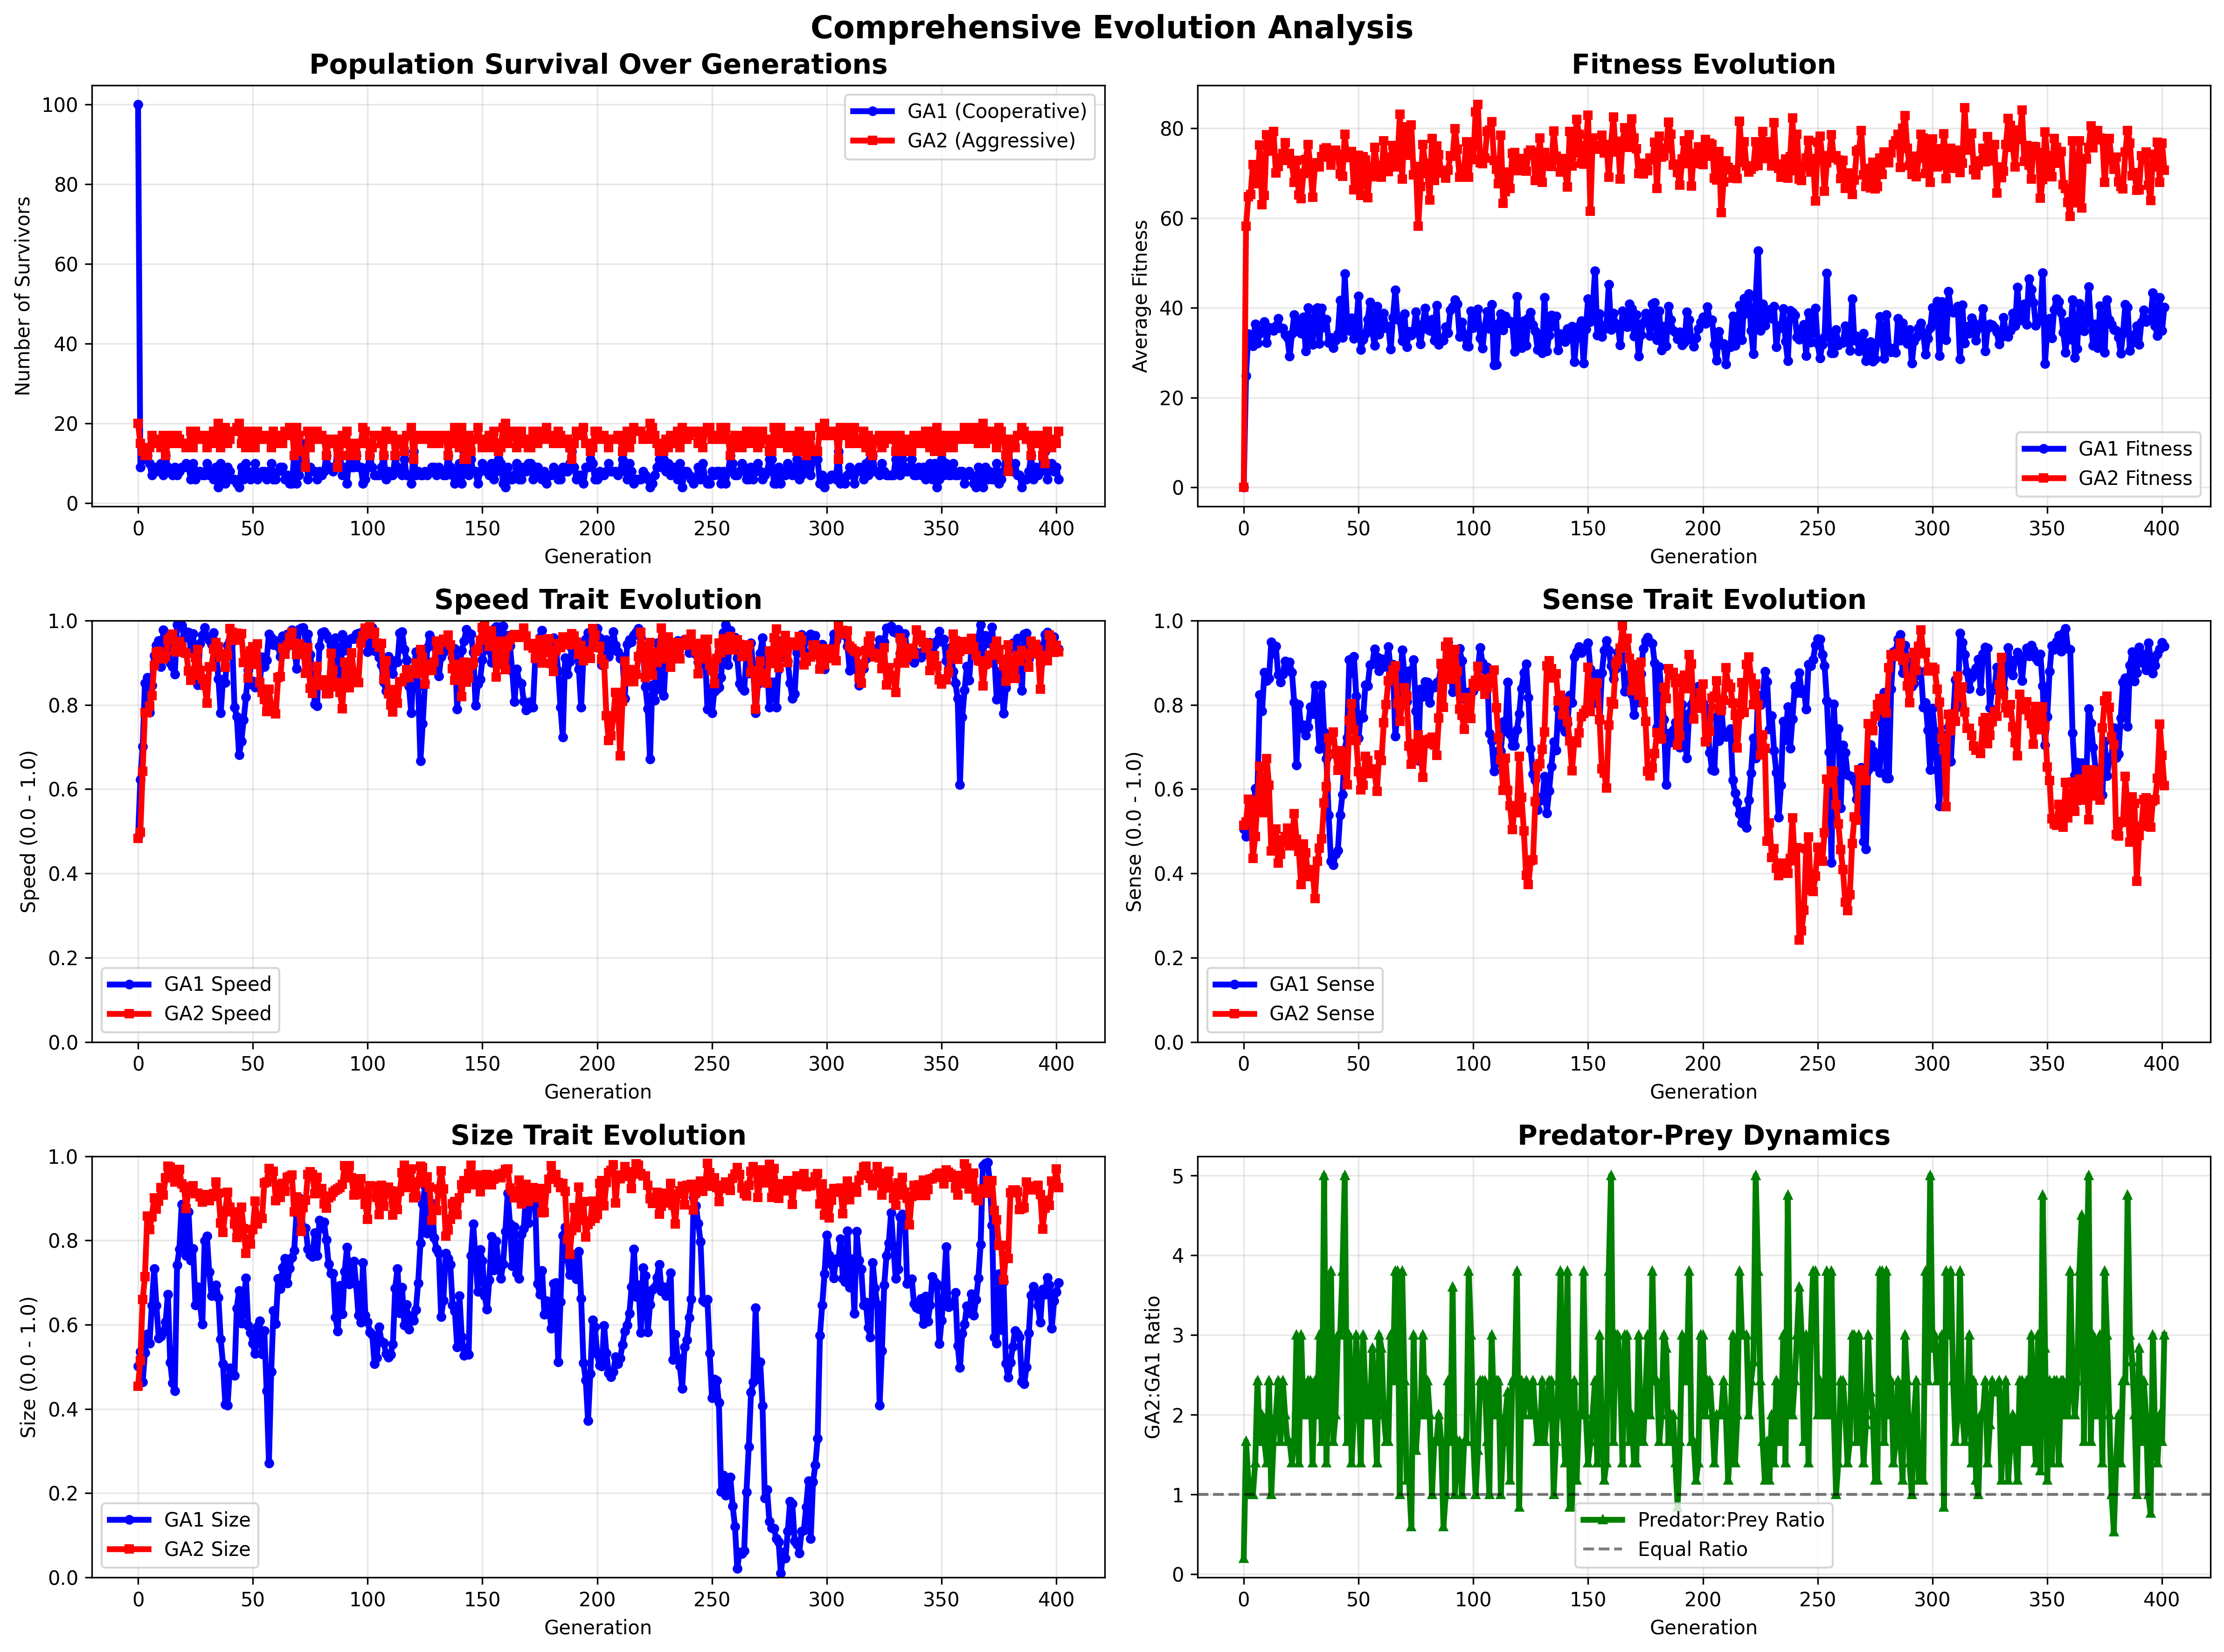 Comprehensive Evolution Analysis
Population Survival Over Generations
100
80
60
40
20
0
Number of Survivors
0 50 100 150 200 250 300 350 400
Generation
GA1 (Cooperative)
GA2 (Aggressive)
Fitness Evolution
80
60
40
20
0
Average Fitness
0 50 100 150 200 250 300 350 400
Generation
GA1 Fitness
GA2 Fitness
Speed Trait Evolution
1.0
0.8
0.6
0.4
0.2
0.0
Speed (0.0 - 1.0)
0 50 100 150 200 250 300 350 400
Generation
GA1 Speed
GA2 Speed
Sense Trait Evolution
1.0
0.8
0.6
0.4
0.2
0.0
Sense (0.0 - 1.0)
0 50 100 150 200 250 300 350 400
Generation
GA1 Sense
GA2 Sense
Size Trait Evolution
1.0
0.8
0.6
0.4
0.2
0.0
Size (0.0 - 1.0)
0 50 100 150 200 250 300 350 400
Generation
GA1 Size
GA2 Size
Predator-Prey Dynamics
5
4
3
2
1
0
GA2:GA1 Ratio
0 50 100 150 200 250 300 350 400
Generation
Predator:Prey Ratio
Equal Ratio